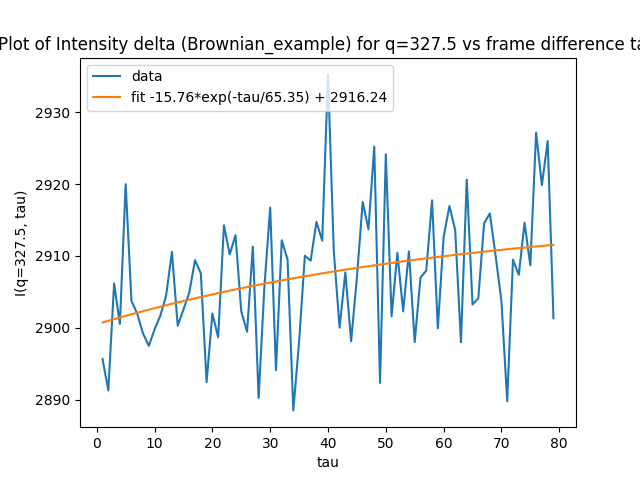 Plot of Intensity delta (Brownian_example) for q=327.5 vs frame difference ta
data
fit -15.76*exp(-tau/65.35) + 2916.24
I(q=327.5, tau)
2930
2920
2910
2900
2890
0 10 20 30 40 50 60 70 80
tau